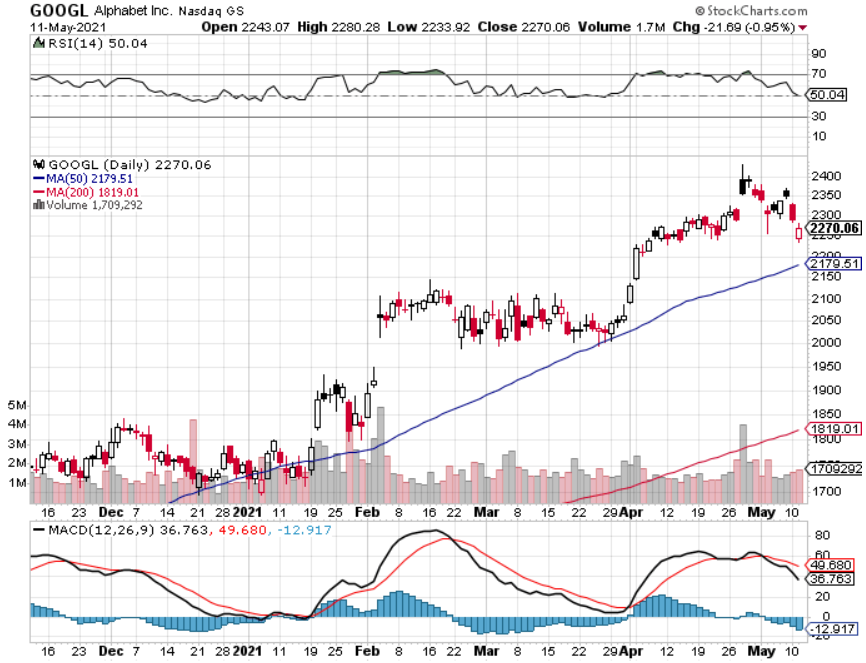 GOOGL Alphabet Inc. Nasdaq GS © StockCharts.com
11-May-2021 Open 2243.07 High 2280.28 Low 2233.92 Close 2270.06 Volume 1.7M Chg -21.69 (-0.95%)
RSI(14) 50.04
90
70
50.04
30
10
GOOGL (Daily) 2270.06
MA(50) 2179.51
MA(200) 1819.01
Volume 1,709,292
2400
2350
2300
2270.06
2250
2200
2179.51
2150
2100
2050
2000
1950
1900
1850
1819.01
1800
1709292
1700
5M
4M
3M
2M
1M
16 23 Dec 7 14 21 28 2021 11 19 25 Feb 8 16 22 Mar 8 15 22 29 Apr 12 19 26 May 10
MACD(12,26,9) 36.763, 49.680, -12.917
80
60
49.680
36.763
20
0
-12.917
-20
16 23 Dec 7 14 21 28 2021 11 19 25 Feb 8 16 22 Mar 8 15 22 29 Apr 12 19 26 May 10